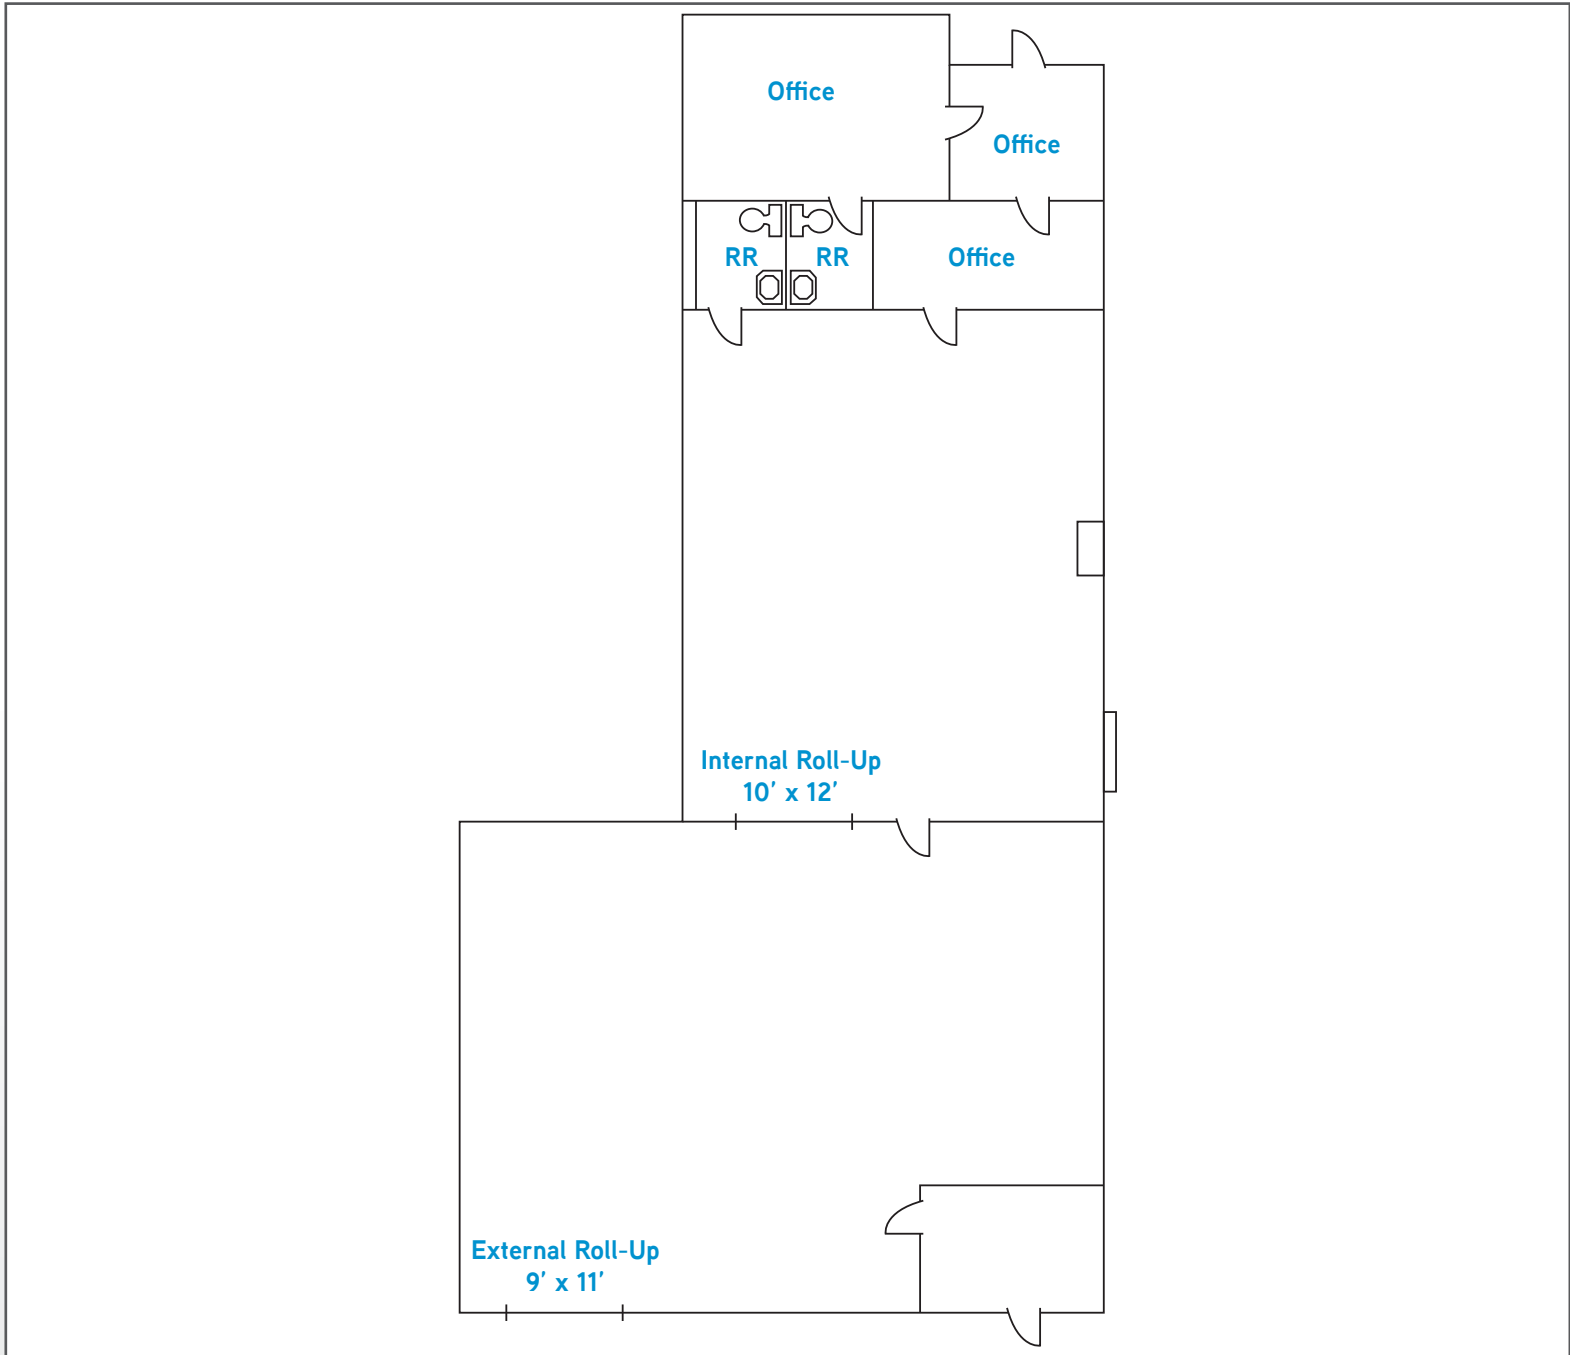 Office
Office
RR
RR
Office
Internal Roll-Up
10’ x 12’
External Roll-Up
9’ x 11’